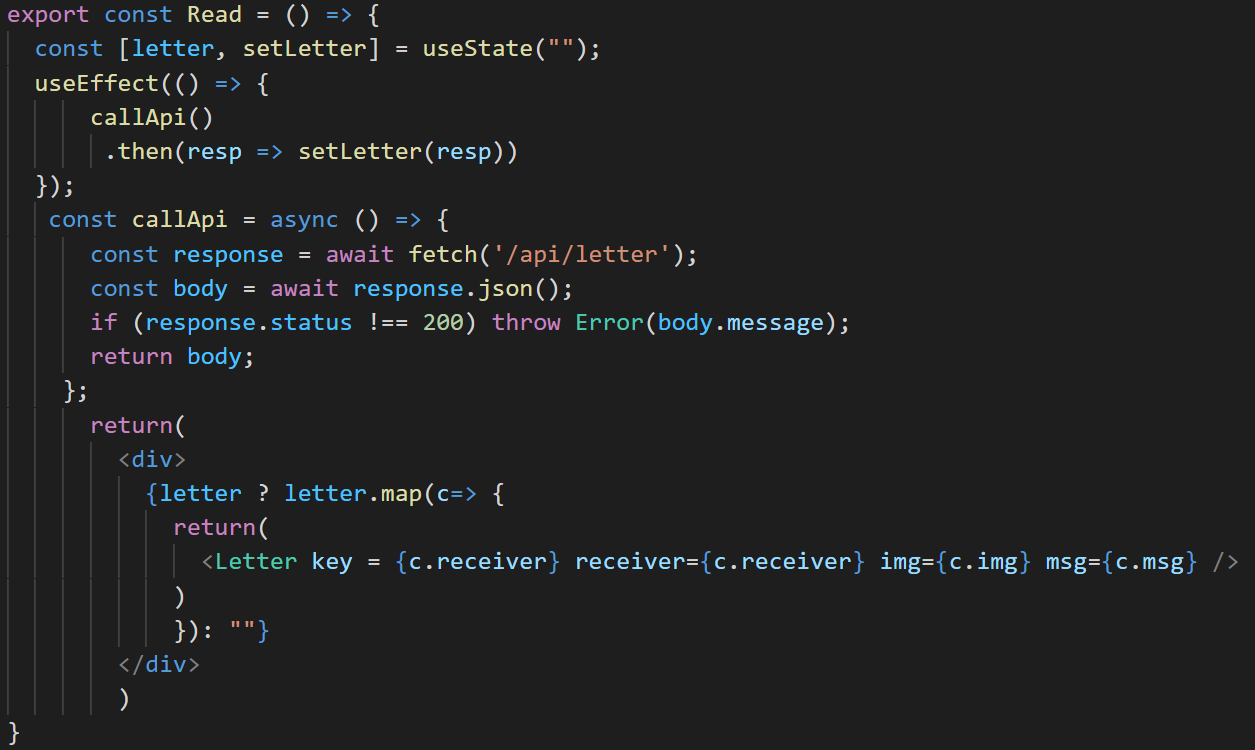 export const Read = () => {
  const [letter, setLetter] = useState("");
  useEffect(() => {
      callApi()
       .then(resp => setLetter(resp))
  });
   const callApi = async () => {
      const response = await fetch('/api/letter');
      const body = await response.json();
      if (response.status !== 200) throw Error(body.message);
      return body;
    };
      return(
        <div>
          {letter ? letter.map(c=> {
            return(
              <Letter key = {c.receiver} receiver={c.receiver} img={c.img} msg={c.msg} />
            )
            }): ""}
        </div>
        )
}